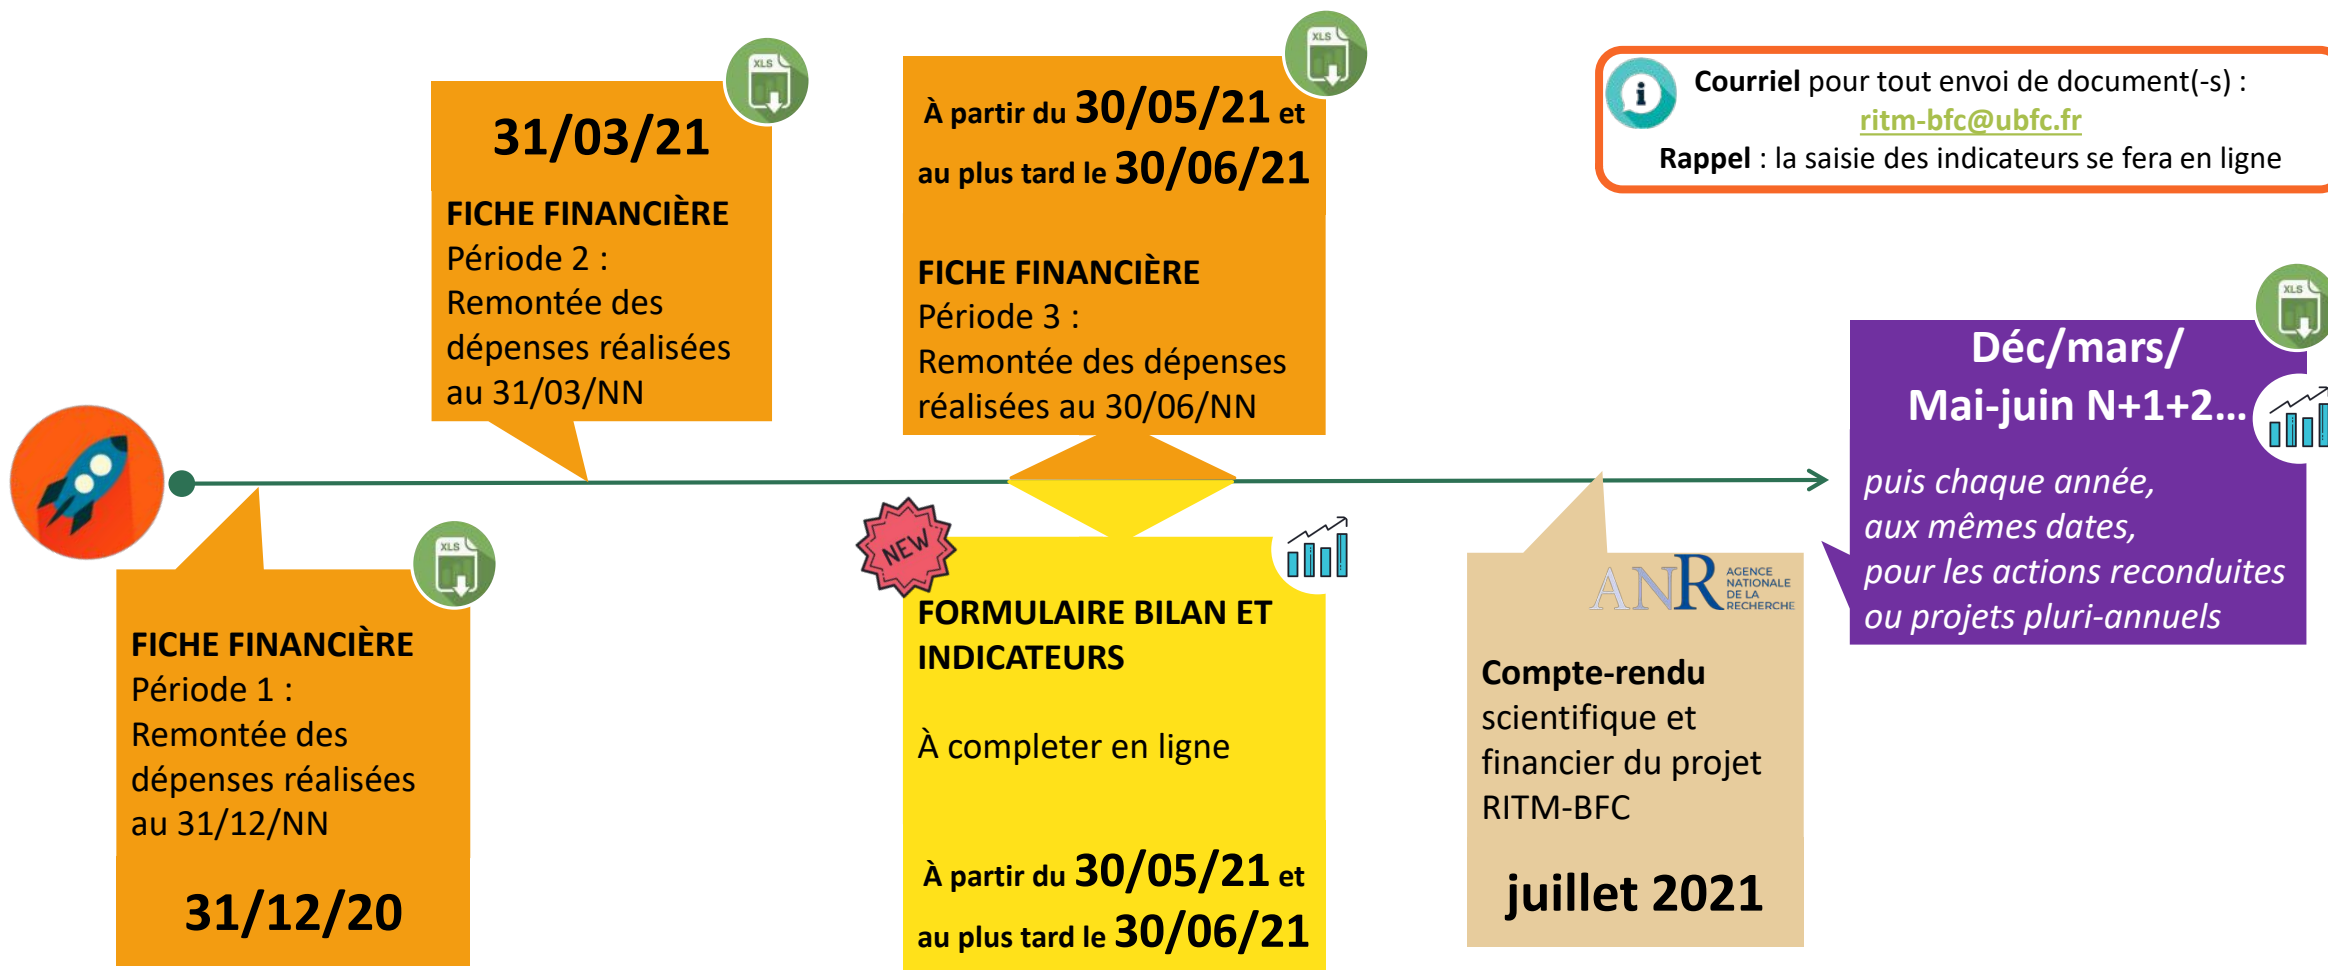 XLS
31/03/21
FICHE FINANCIÈRE
Période 2 :
Remontée des
dépenses réalisées
au 31/03/NN
XLS
À partir du 30/05/21 et
au plus tard le 30/06/21
FICHE FINANCIÈRE
Période 3 :
Remontée des dépenses
réalisées au 30/06/NN
i
Courriel pour tout envoi de document(-s) :
ritm-bfc@ubfc.fr
Rappel : la saisie des indicateurs se fera en ligne
XLS
Déc/mars/
Mai-juin N+1+2...
puis chaque année,
aux mêmes dates,
pour les actions reconduites
ou projets pluri-annuels
XLS
FICHE FINANCIÈRE
Période 1 :
Remontée des
dépenses réalisées
au 31/12/NN
31/12/20
NEW
FORMULAIRE BILAN ET
INDICATEURS
À completer en ligne
À partir du 30/05/21 et
au plus tard le 30/06/21
ANR
AGENCE
NATIONALE
DE LA
RECHERCHE
Compte-rendu
scientifique et
financier du projet
RITM-BFC
juillet 2021